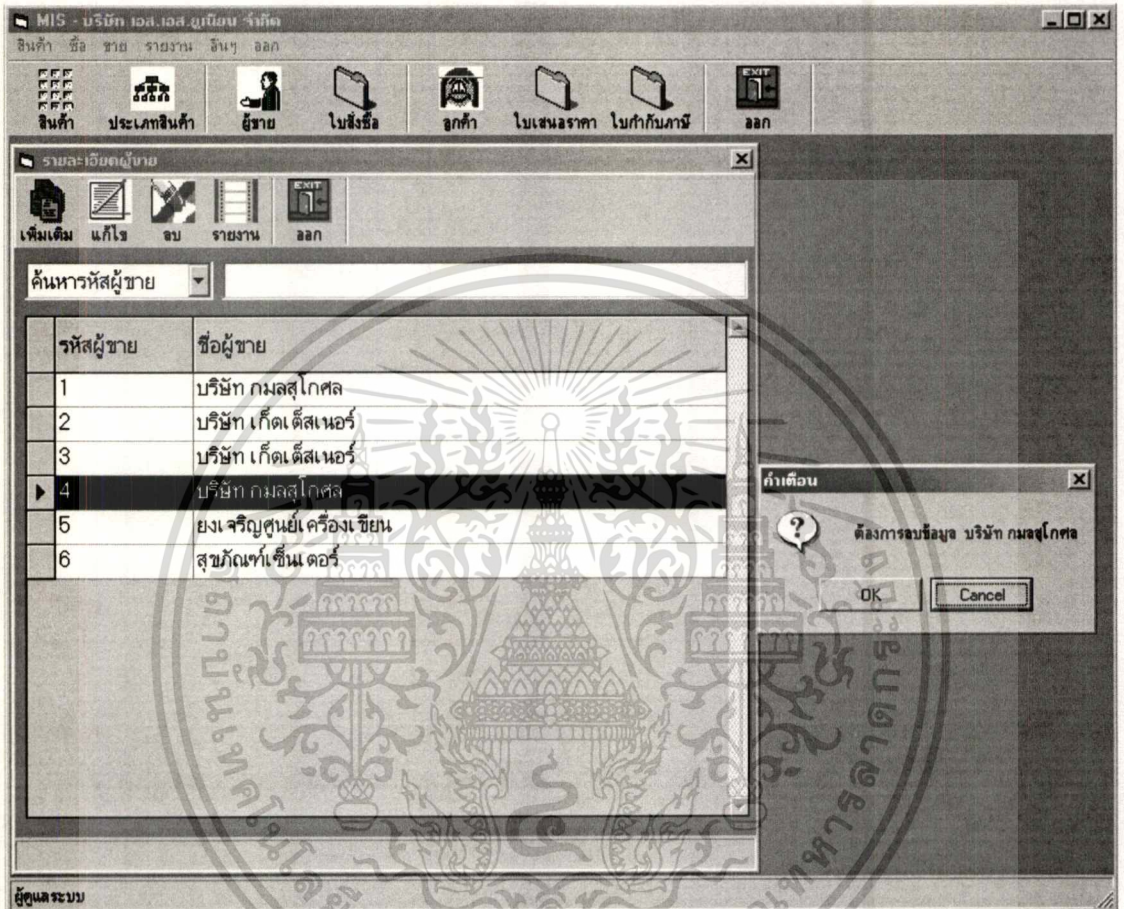 MIS - บริษัท เอส.เอส.ยูเนียน จำกัด
สินค้า ซื้อ ขาย รายงาน อื่นๆ ออก
EXIT
สินค้า ประเภทสินค้า ผู้ขาย ใบสั่งซื้อ ลูกค้า ใบเสนอราคา ใบกำกับภาษี ออก
รายละเอียดผู้ขาย
EXIT
เพิ่มเติม แก้ไข ลบ รายงาน ออก
ค้นหารหัสผู้ขาย
รหัสผู้ขาย ชื่อผู้ขาย
1 บริษัท กมลสุโกศล
2 บริษัท เก็ดเต็สเนอร์
3 บริษัท เก็ดเต็สเนอร์
4 บริษัท กมลสุโกศล
5 ยงเจริญศูนย์เครื่องเขียน
6 สุขภัณฑ์เซ็นเตอร์
คำเตือน
ต้องการลบข้อมูล บริษัท กมลสุโกศล
OK Cancel
ผู้ดูแลระบบ